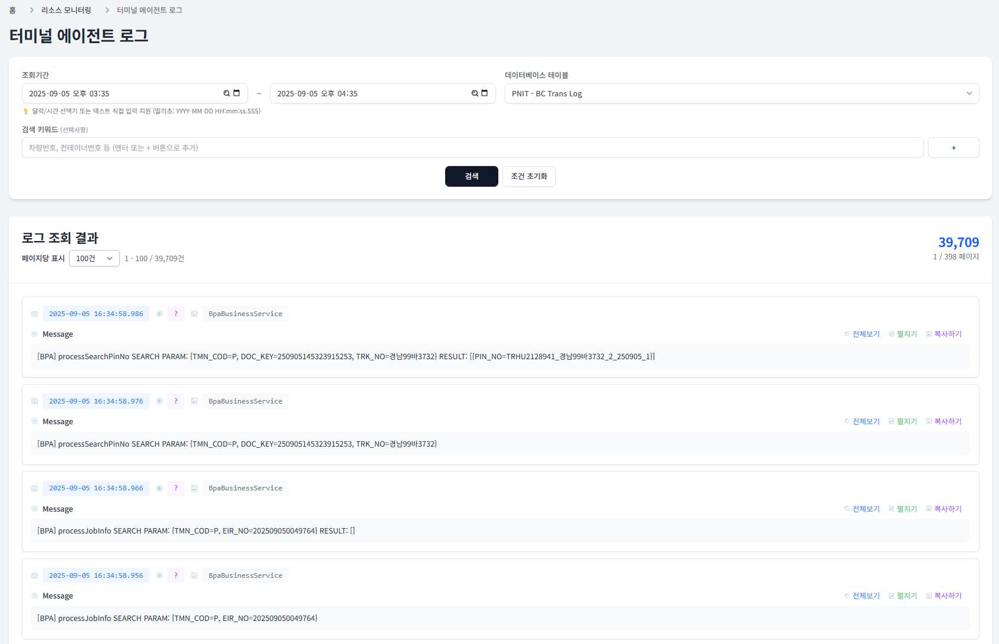 홈 > 리소스 모니터링 > 터미널 에이전트 로그
터미널 에이전트 로그
조회기간
2025-09-05 오후 03:35 ~ 2025-09-05 오후 04:35
💡 달력/시간 선택기 또는 텍스트 직접 입력 지원 (밀리초: YYYY-MM-DD HH:mm:ss.SSS)
데이터베이스 테이블
PNIT - BC Trans Log
검색 키워드 (선택사항)
차량번호, 컨테이너번호 등 (엔터 또는 + 버튼으로 추가) +
검색 조건 초기화
로그 조회 결과
페이지당 표시 100건 1 - 100 / 39,709건
39,709
1 / 398 페이지
2025-09-05 16:34:58.986 ? BpaBusinessService
Message 전체보기 펼치기 복사하기
[BPA] processSearchPinNo SEARCH PARAM: {TMN_COD=P, DOC_KEY=250905145323915253, TRK_NO=경남99바3732} RESULT: [{PIN_NO=TRHU2128941_경남99바3732_2_250905_1}]
2025-09-05 16:34:58.976 ? BpaBusinessService
Message 전체보기 펼치기 복사하기
[BPA] processSearchPinNo SEARCH PARAM: {TMN_COD=P, DOC_KEY=250905145323915253, TRK_NO=경남99바3732}
2025-09-05 16:34:58.966 ? BpaBusinessService
Message 전체보기 펼치기 복사하기
[BPA] processJobInfo SEARCH PARAM: {TMN_COD=P, EIR_NO=202509050049764} RESULT: []
2025-09-05 16:34:58.956 ? BpaBusinessService
Message 전체보기 펼치기 복사하기
[BPA] processJobInfo SEARCH PARAM: {TMN_COD=P, EIR_NO=202509050049764}